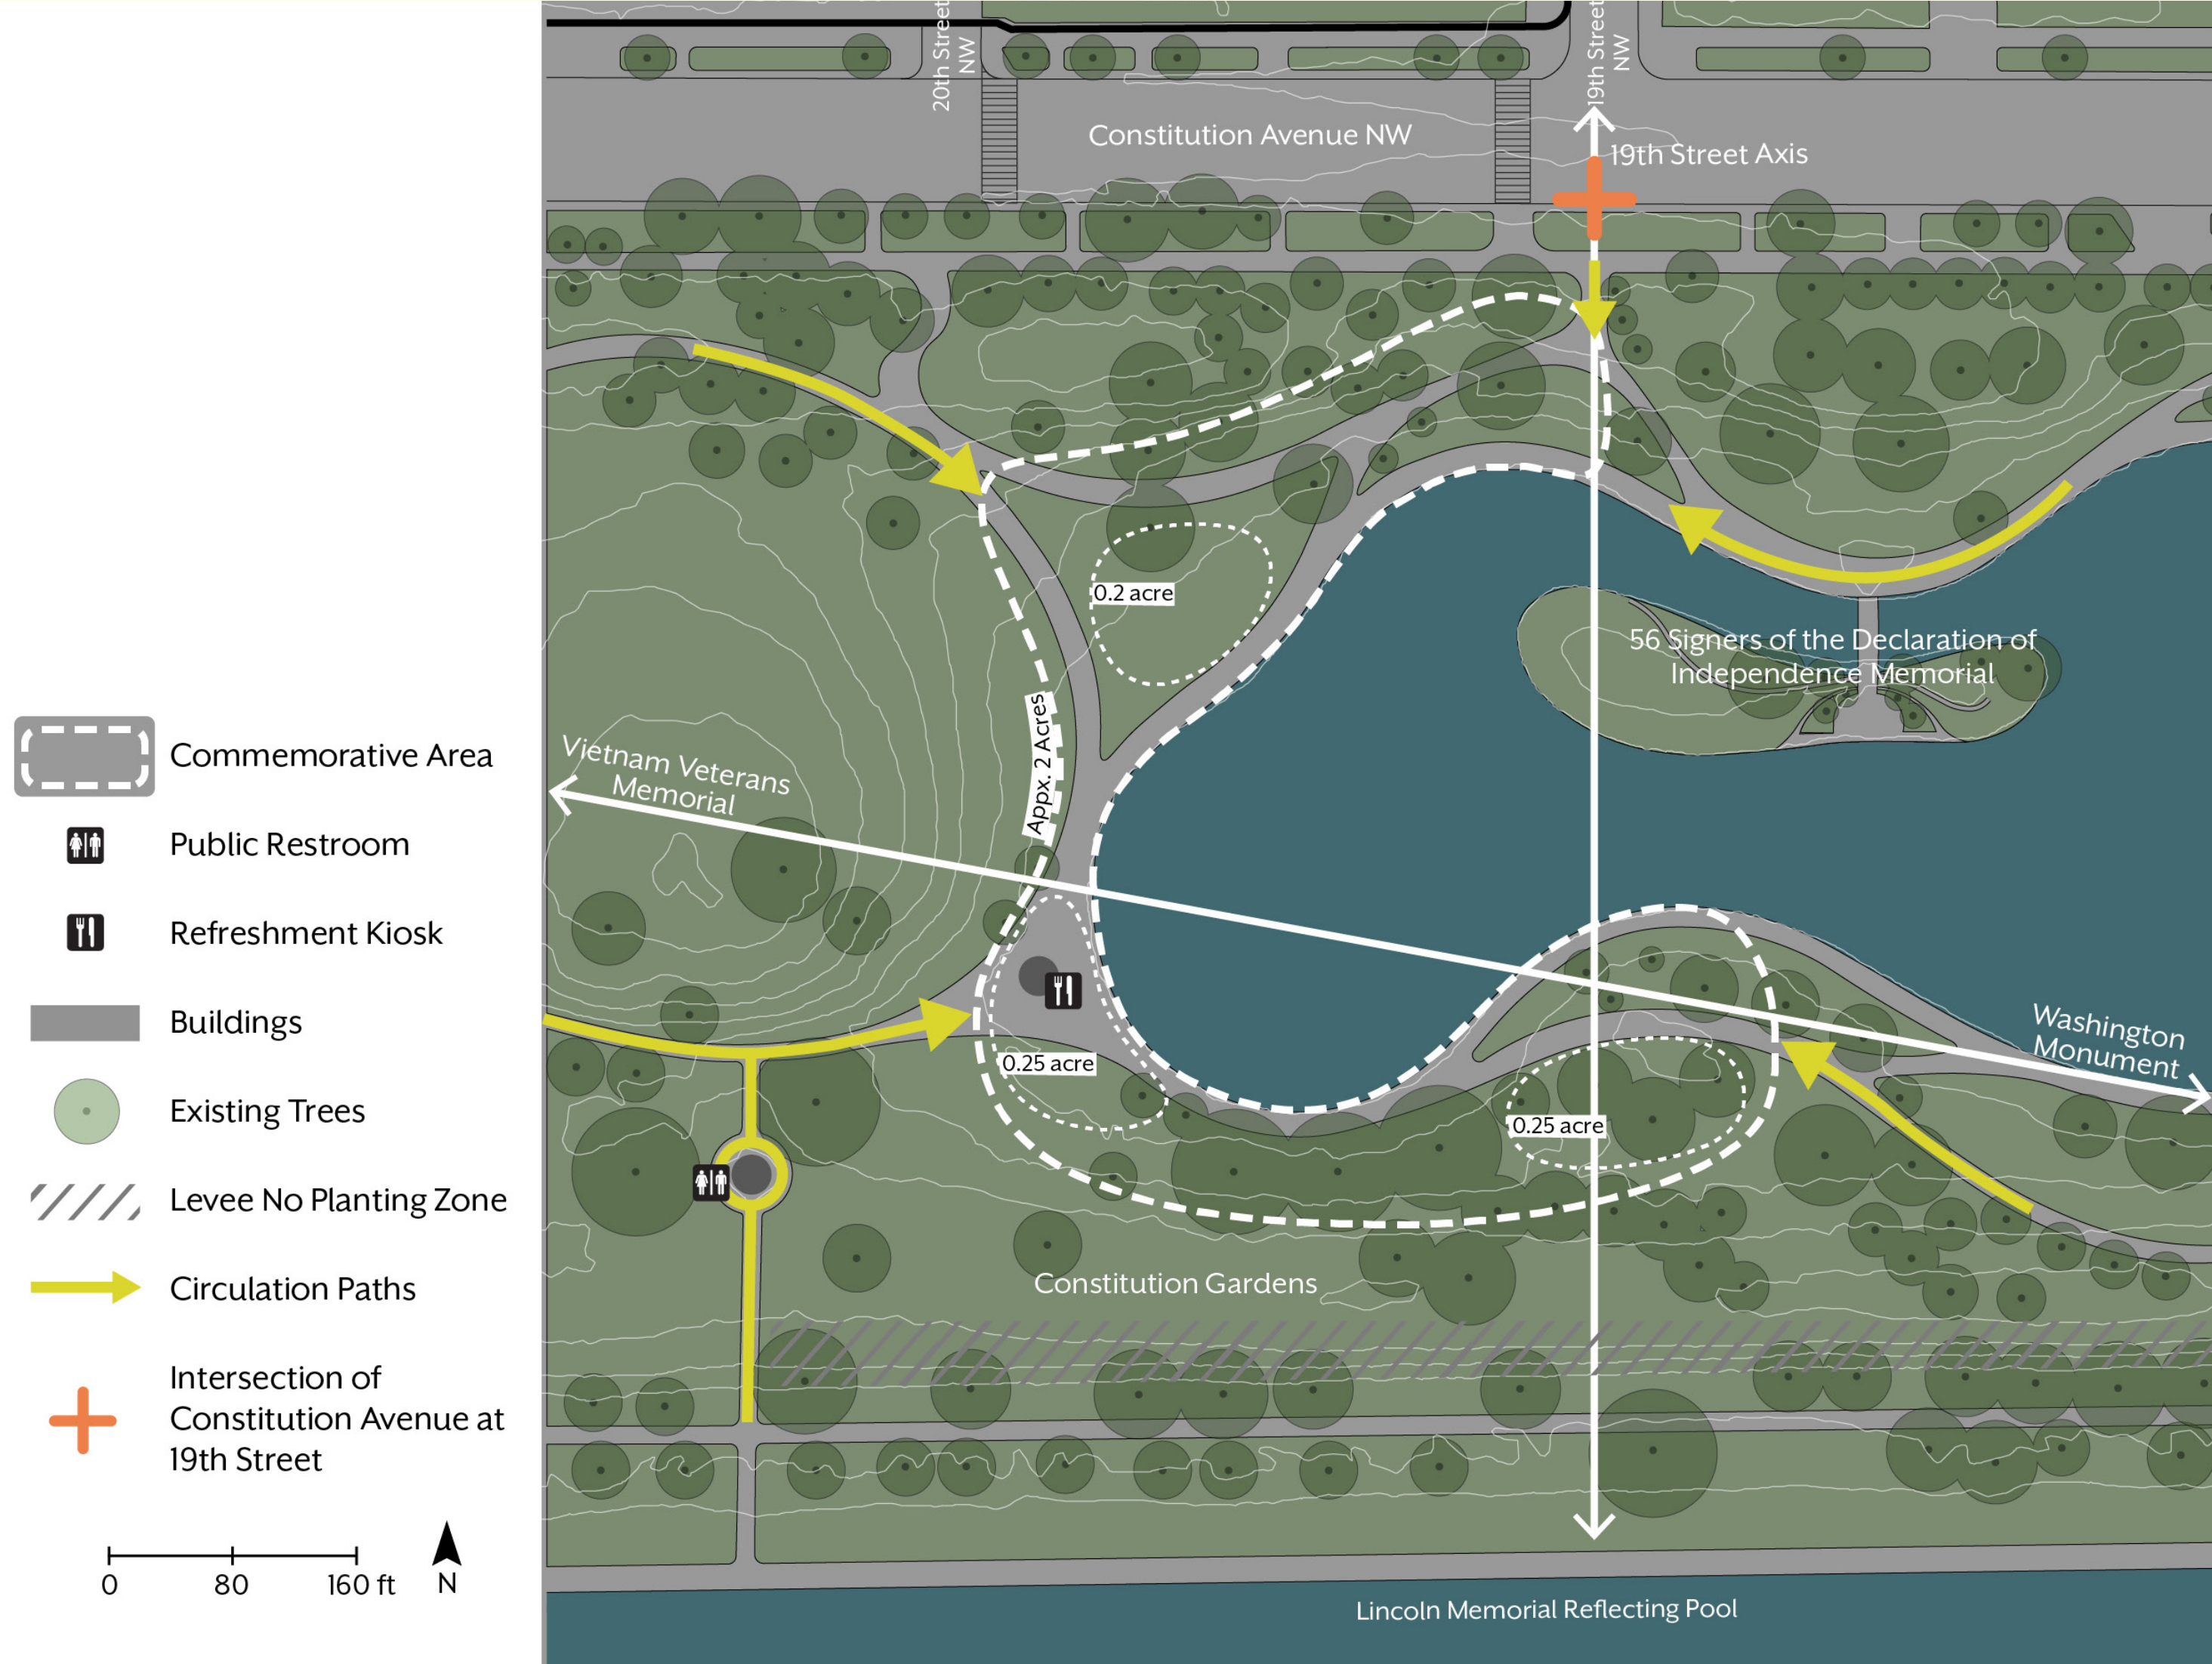 20th Street
NW
19th Street
NW
Constitution Avenue NW
19th Street Axis
0.2 acre
56 Signers of the Declaration of
Independence Memorial
Appx. 2 Acres
Vietnam Veterans
Memorial
Washington
Monument
0.25 acre
0.25 acre
Constitution Gardens
Lincoln Memorial Reflecting Pool
Commemorative Area
Public Restroom
Refreshment Kiosk
Buildings
Existing Trees
Levee No Planting Zone
Circulation Paths
Intersection of
Constitution Avenue at
19th Street
0 80 160 ft N